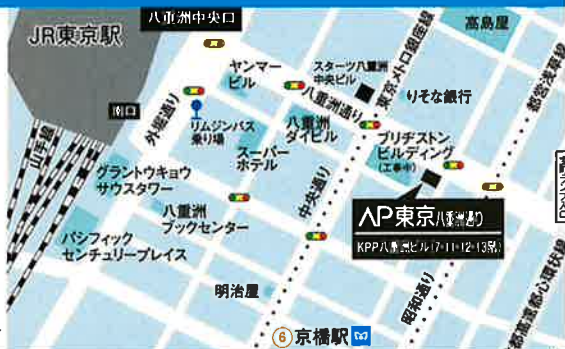 八重洲中央口
高島屋
JR東京駅
ヤンマー
ビル
スターツ八重洲
中央ビル
東京メトロ銀座線
都営浅草線
りそな銀行
八重洲通り
南口
外堀通り
リムジンバス
乗り場
八重洲
ダイビル
ブリヂストン
ビルディング
(工事中)
山手線
スーパー
ホテル
グラントウキョウ
サウスタワー
中央通り
八重洲
ブックセンター
AP東京八重洲通り
KPP八重洲ビル(7・11・12・13階)
パシフィック
センチュリープレイス
明治屋
昭和通り
首都高速都心環状線
6 京橋駅